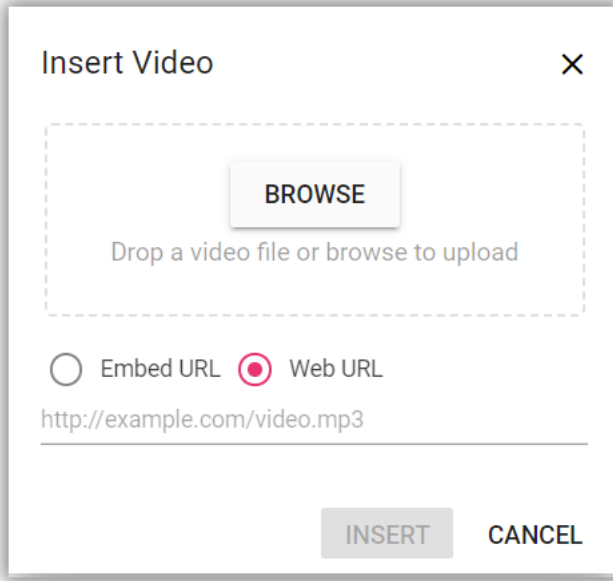 Insert Video
BROWSE
Drop a video file or browse to upload
Embed URL Web URL
http://example.com/video.mp3
INSERT CANCEL